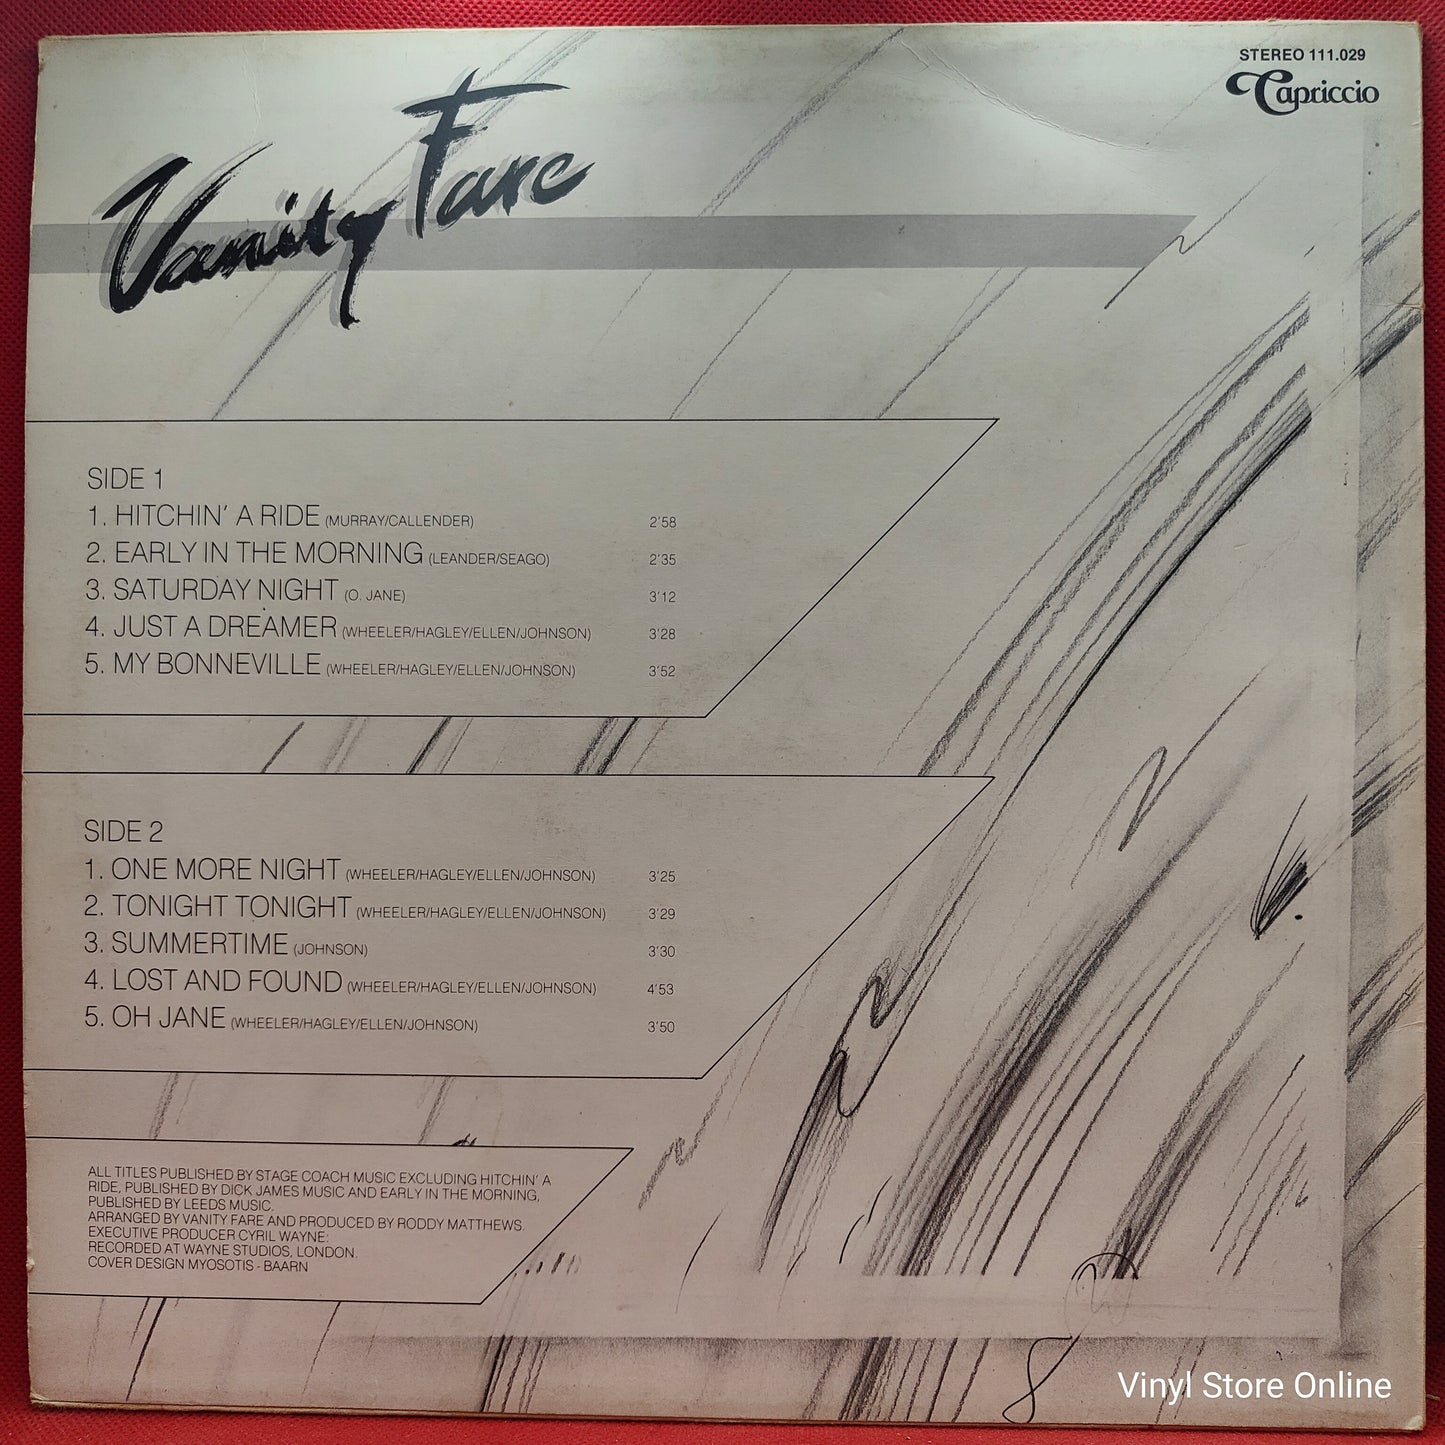 STEREO 111.029
Capriccio
Vanity Fare
SIDE 1
1. HITCHIN' A RIDE (MURRAY/CALLENDER) 2'58
2. EARLY IN THE MORNING (LEANDER/SEAGO) 2'35
3. SATURDAY NIGHT (O. JANE) 3'12
4. JUST A DREAMER (WHEELER/HAGLEY/ELLEN/JOHNSON) 3'28
5. MY BONNEVILLE (WHEELER/HAGLEY/ELLEN/JOHNSON) 3'52
SIDE 2
1. ONE MORE NIGHT (WHEELER/HAGLEY/ELLEN/JOHNSON) 3'25
2. TONIGHT TONIGHT (WHEELER/HAGLEY/ELLEN/JOHNSON) 3'29
3. SUMMERTIME (JOHNSON) 3'30
4. LOST AND FOUND (WHEELER/HAGLEY/ELLEN/JOHNSON) 4'53
5. OH JANE (WHEELER/HAGLEY/ELLEN/JOHNSON) 3'50
ALL TITLES PUBLISHED BY STAGE COACH MUSIC EXCLUDING HITCHIN' A
RIDE, PUBLISHED BY DICK JAMES MUSIC AND EARLY IN THE MORNING,
PUBLISHED BY LEEDS MUSIC.
ARRANGED BY VANITY FARE AND PRODUCED BY RODDY MATTHEWS.
EXECUTIVE PRODUCER CYRIL WAYNE:
RECORDED AT WAYNE STUDIOS, LONDON.
COVER DESIGN MYOSOTIS - BAARN
Vinyl Store Online